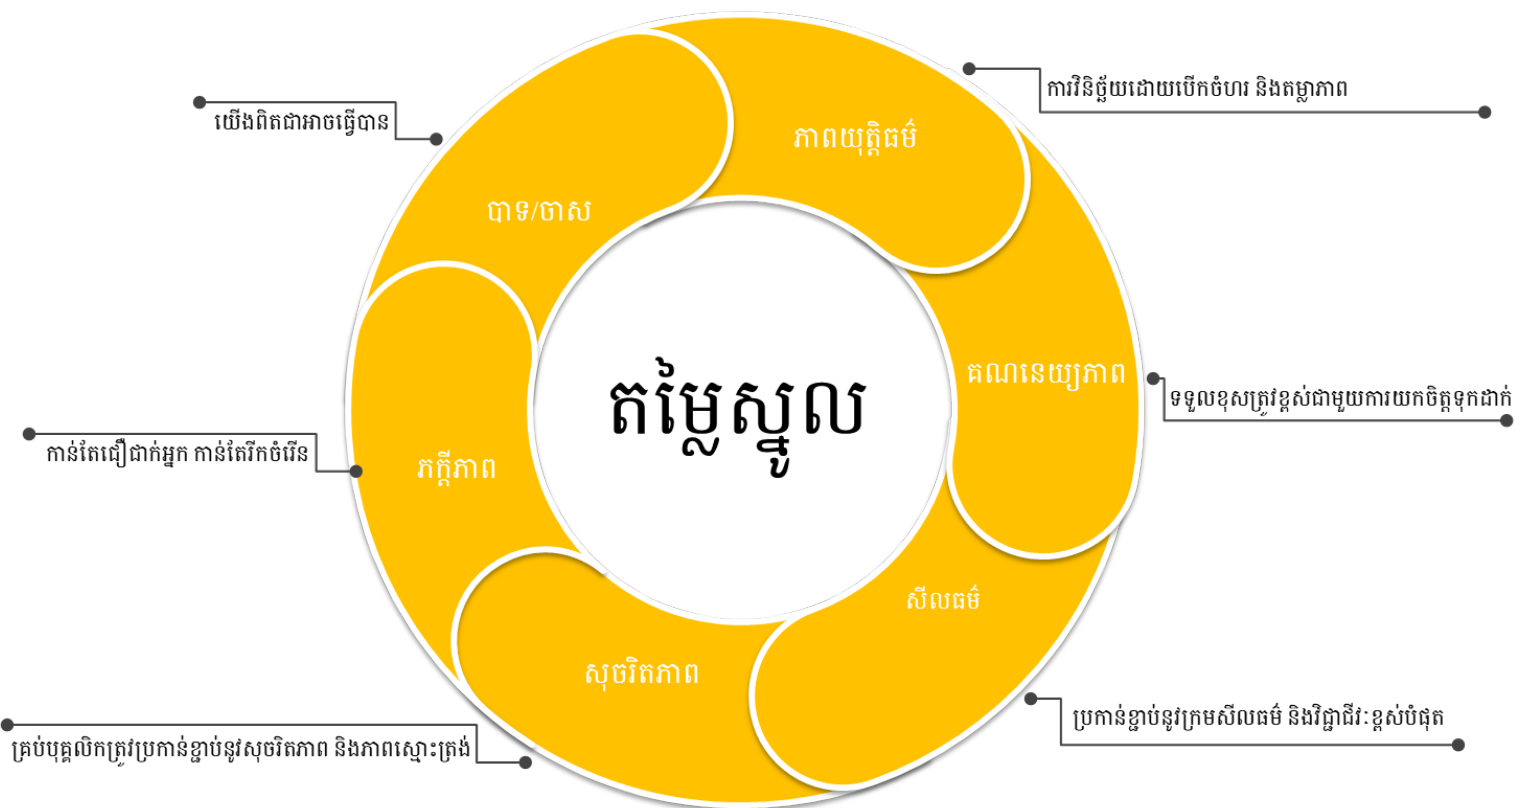 តម្លៃស្នូល
ភាពយុត្តិធម៌
ការវិនិច្ឆ័យដោយបើកចំហរ និងតម្លាភាព
គណនេយ្យភាព
ទទួលខុសត្រូវខ្ពស់ជាមួយការយកចិត្តទុកដាក់
សីលធម៌
ប្រកាន់ខ្ជាប់នូវក្រមសីលធម៌ និងវិជ្ជាជីវៈខ្ពស់បំផុត
សុចរិតភាព
គ្រប់បុគ្គលិកត្រូវប្រកាន់ខ្ជាប់នូវសុចរិតភាព និងភាពស្មោះត្រង់
ភក្តីភាព
កាន់តែជឿជាក់អ្នក កាន់តែរីកចំរើន
បាទ/ចាស
យើងពិតជាអាចធ្វើបាន